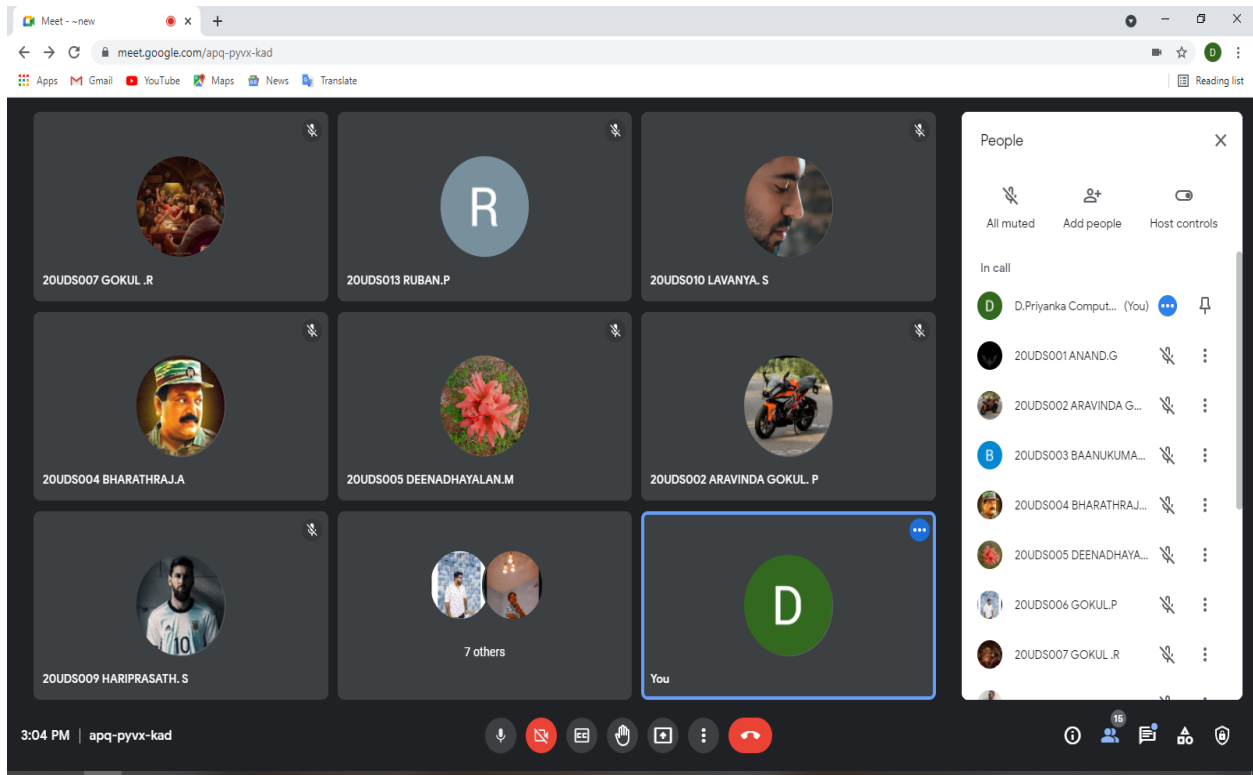 Meet - ~new
meet.google.com/apq-pyvx-kad
Apps Gmail YouTube Maps News Translate Reading list
20UDS007 GOKUL .R
R
20UDS013 RUBAN.P
20UDS010 LAVANYA. S
20UDS004 BHARATHRAJ.A
20UDS005 DEENADHAYALAN.M
20UDS002 ARAVINDA GOKUL. P
10
20UDS009 HARIPRASATH. S
7 others
D
You
People
All muted Add people Host controls
In call
D D.Priyanka Comput... (You)
20UDS001 ANAND.G
20UDS002 ARAVINDA G...
B 20UDS003 BAANUKUMA...
20UDS004 BHARATHRAJ...
20UDS005 DEENADHAYA...
20UDS006 GOKUL.P
20UDS007 GOKUL .R
3:04 PM | apq-pyvx-kad
15